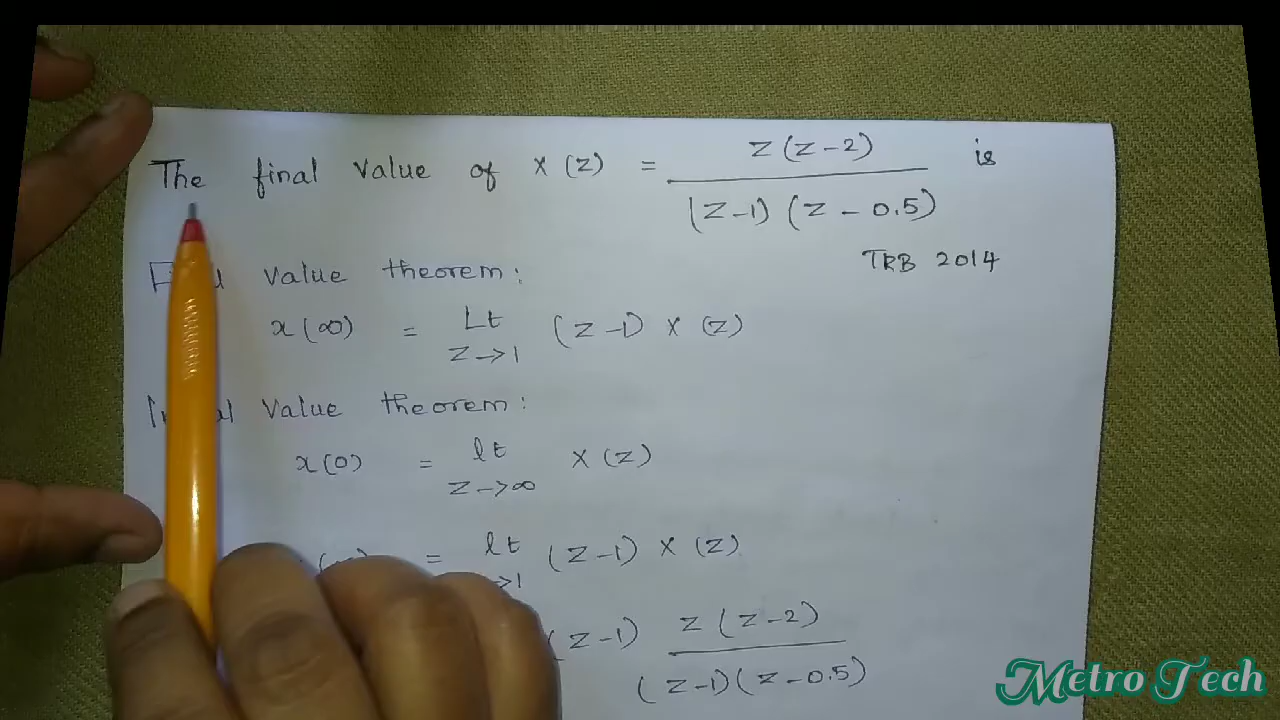 The final value of X(z) = z(z-2) / (z-1)(z-0.5) is
TRB 2014
value theorem:
x(∞) = Lt z→1 (z-1) X(z)
Value theorem:
x(0) = lt z→∞ X(z)
= lt →1 (z-1) X(z)
(z-1) z(z-2) / (z-1)(z-0.5)
Metro Tech